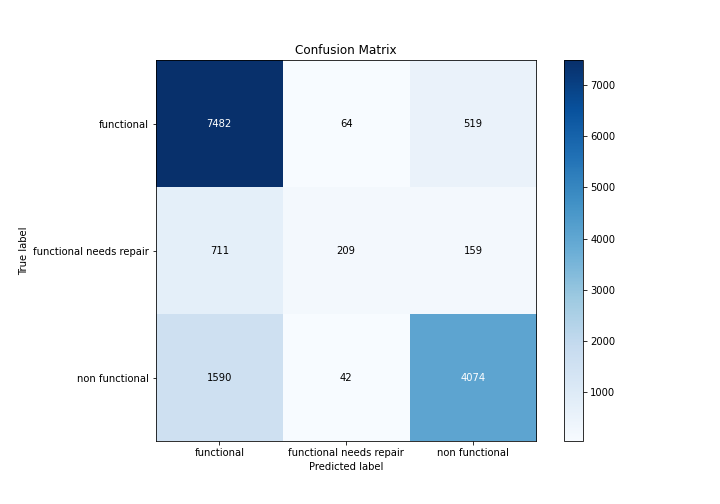 Confusion Matrix
True label
functional
7482 64 519
functional needs repair
711 209 159
non functional
1590 42 4074
functional functional needs repair non functional
Predicted label
7000
6000
5000
4000
3000
2000
1000